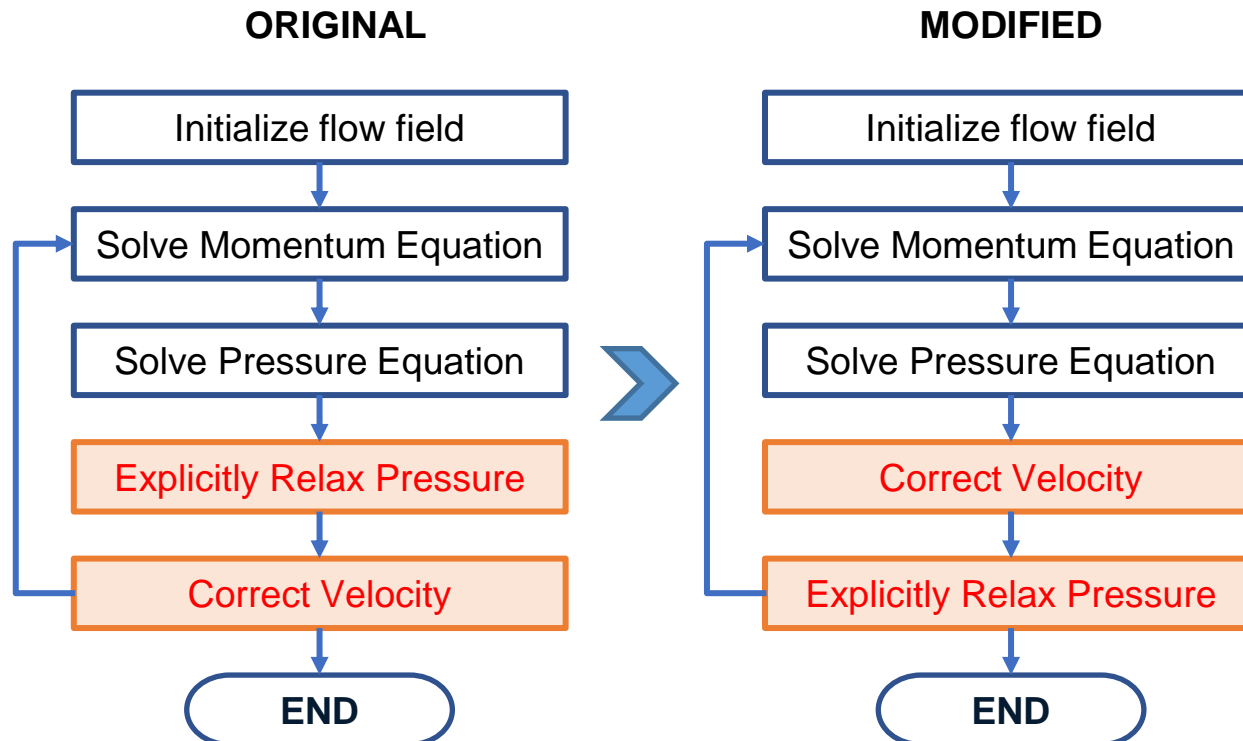 ORIGINAL
Initialize flow field
Solve Momentum Equation
Solve Pressure Equation
Explicitly Relax Pressure
Correct Velocity
END
MODIFIED
Initialize flow field
Solve Momentum Equation
Solve Pressure Equation
Correct Velocity
Explicitly Relax Pressure
END